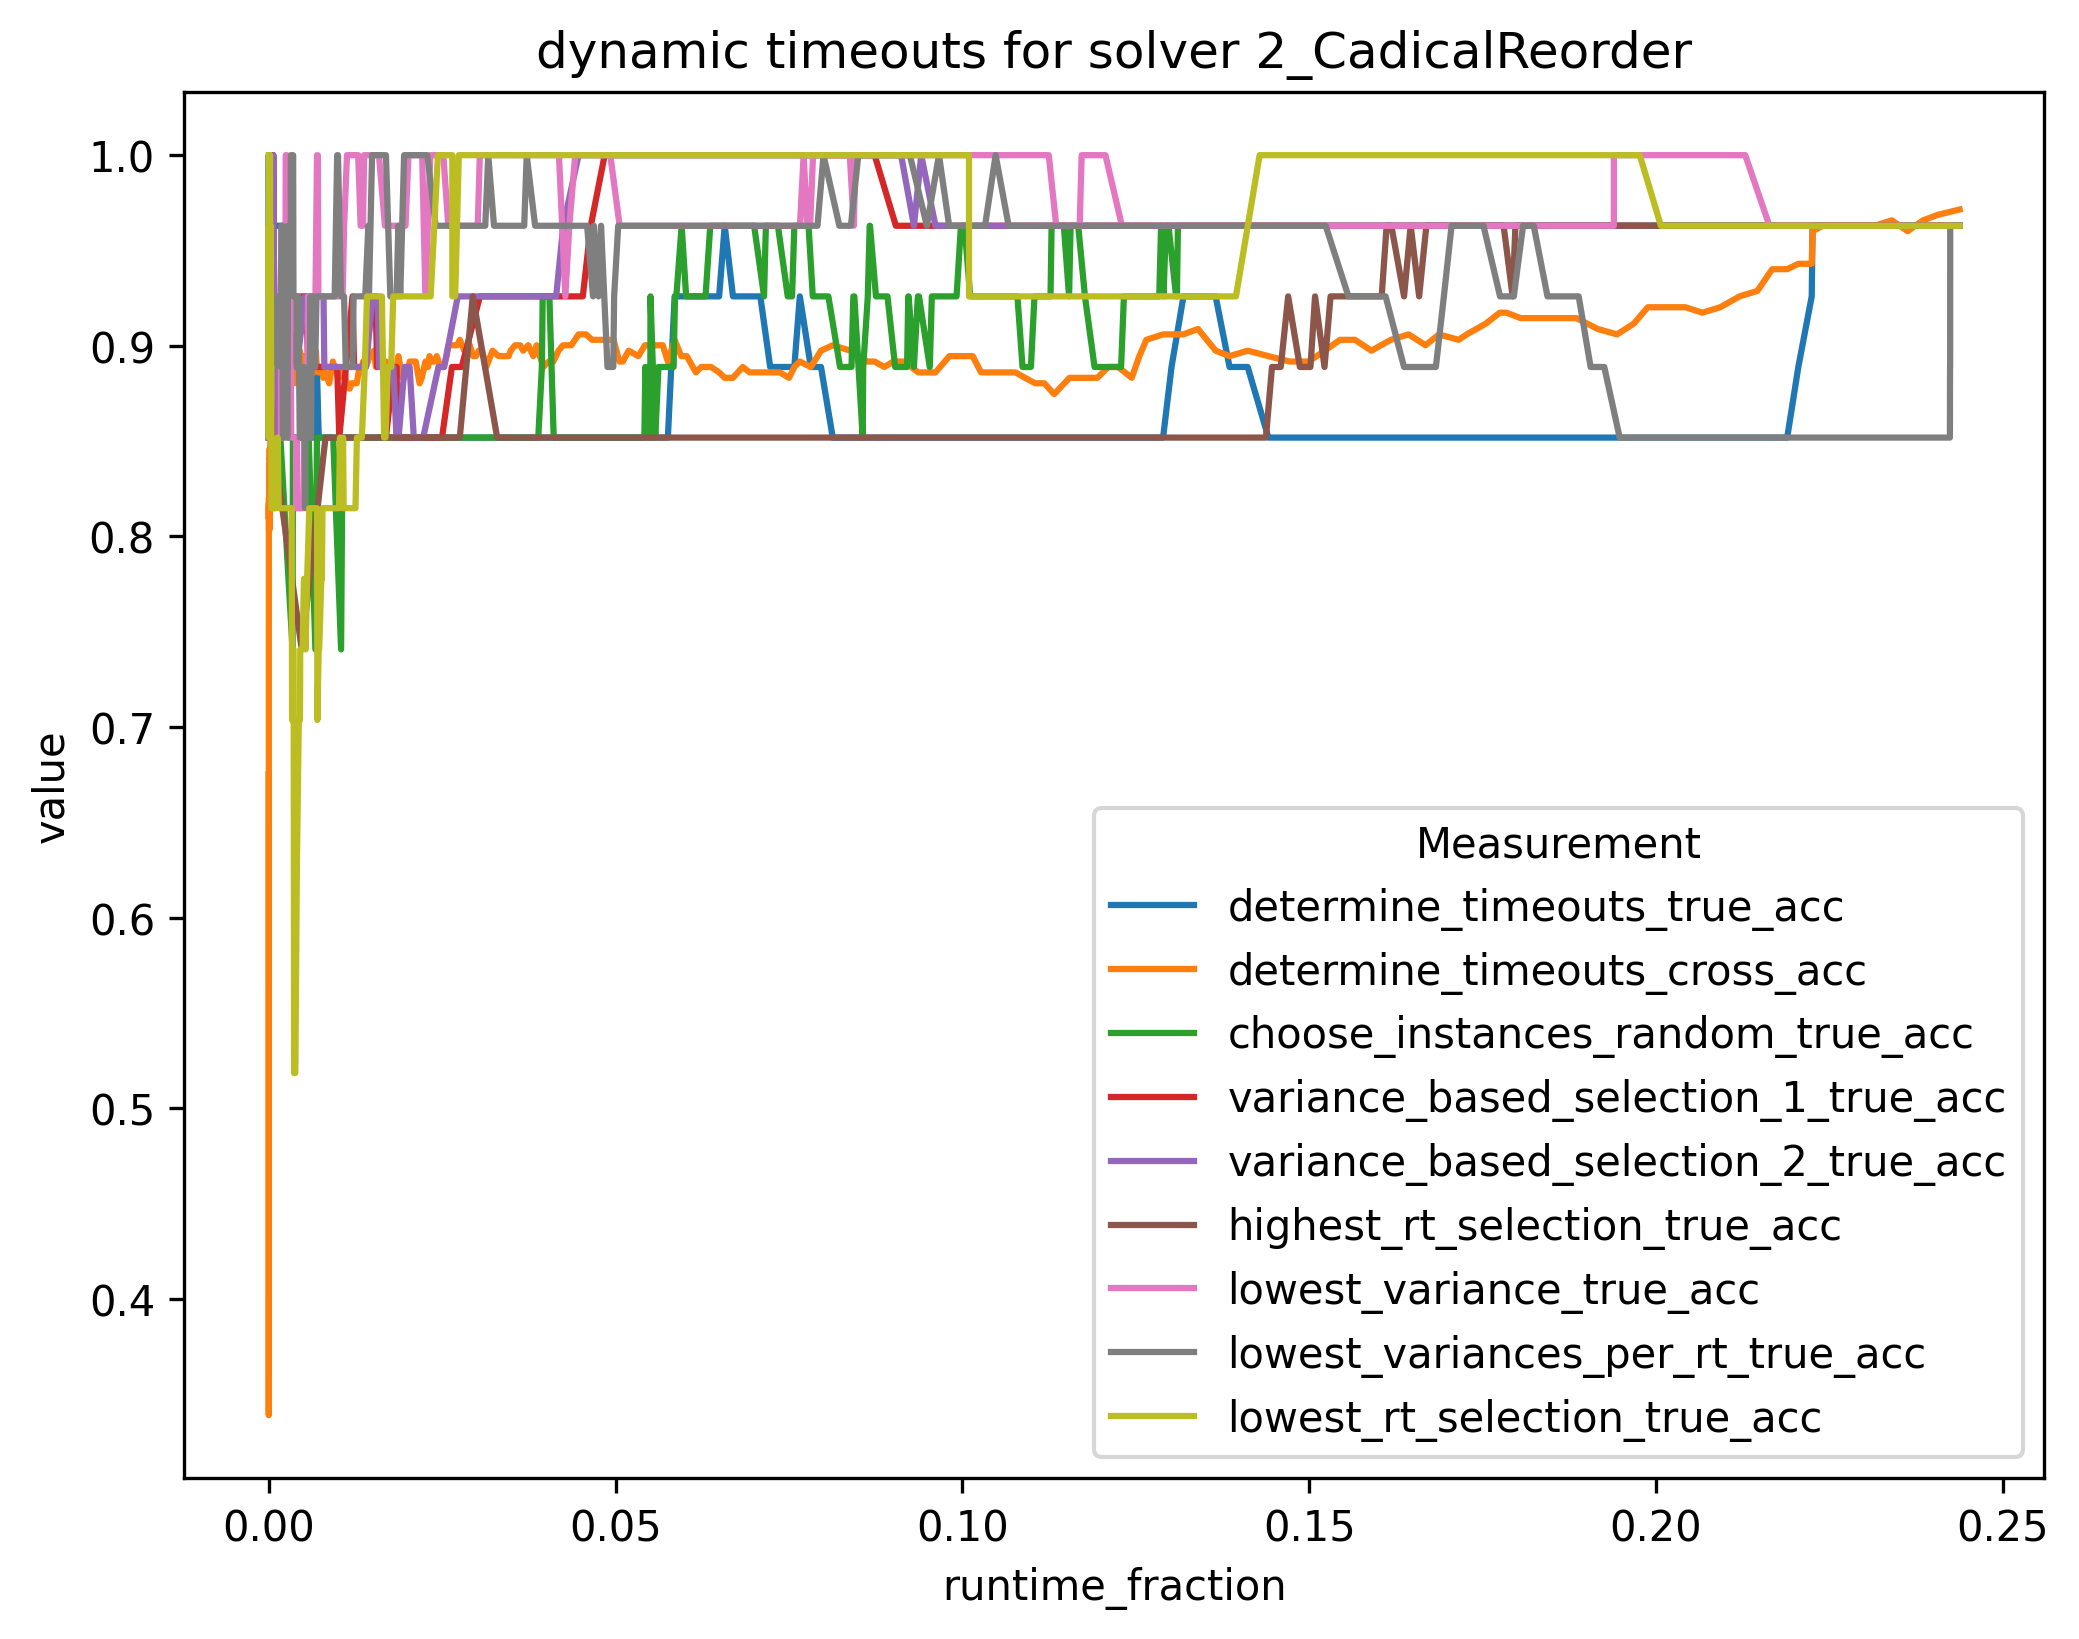 dynamic timeouts for solver 2_CadicalReorder
1.0
0.9
0.8
0.7
0.6
0.5
0.4
value
Measurement
determine_timeouts_true_acc
determine_timeouts_cross_acc
choose_instances_random_true_acc
variance_based_selection_1_true_acc
variance_based_selection_2_true_acc
highest_rt_selection_true_acc
lowest_variance_true_acc
lowest_variances_per_rt_true_acc
lowest_rt_selection_true_acc
0.00 0.05 0.10 0.15 0.20 0.25
runtime_fraction